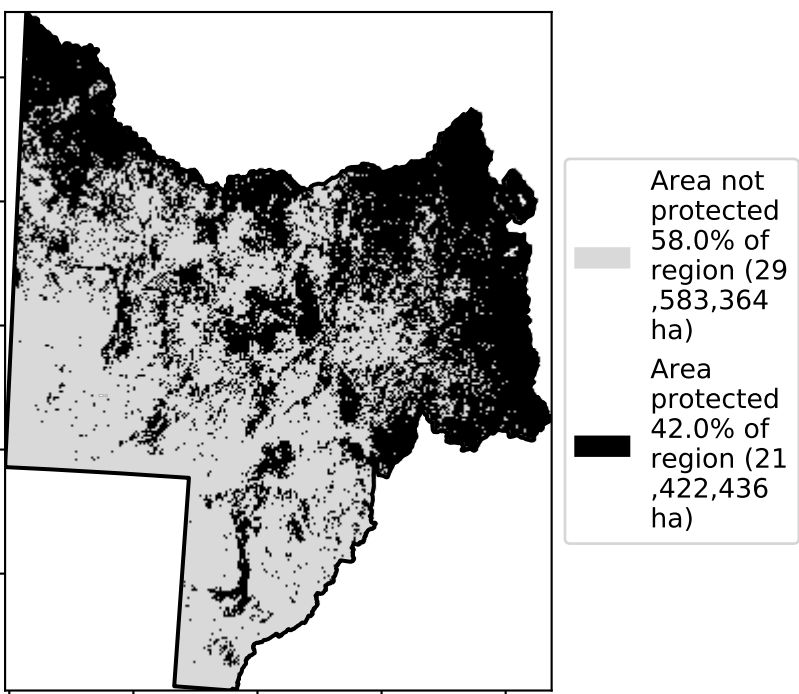 Area not
protected
58.0% of
region (29
,583,364
ha)
Area
protected
42.0% of
region (21
,422,436
ha)